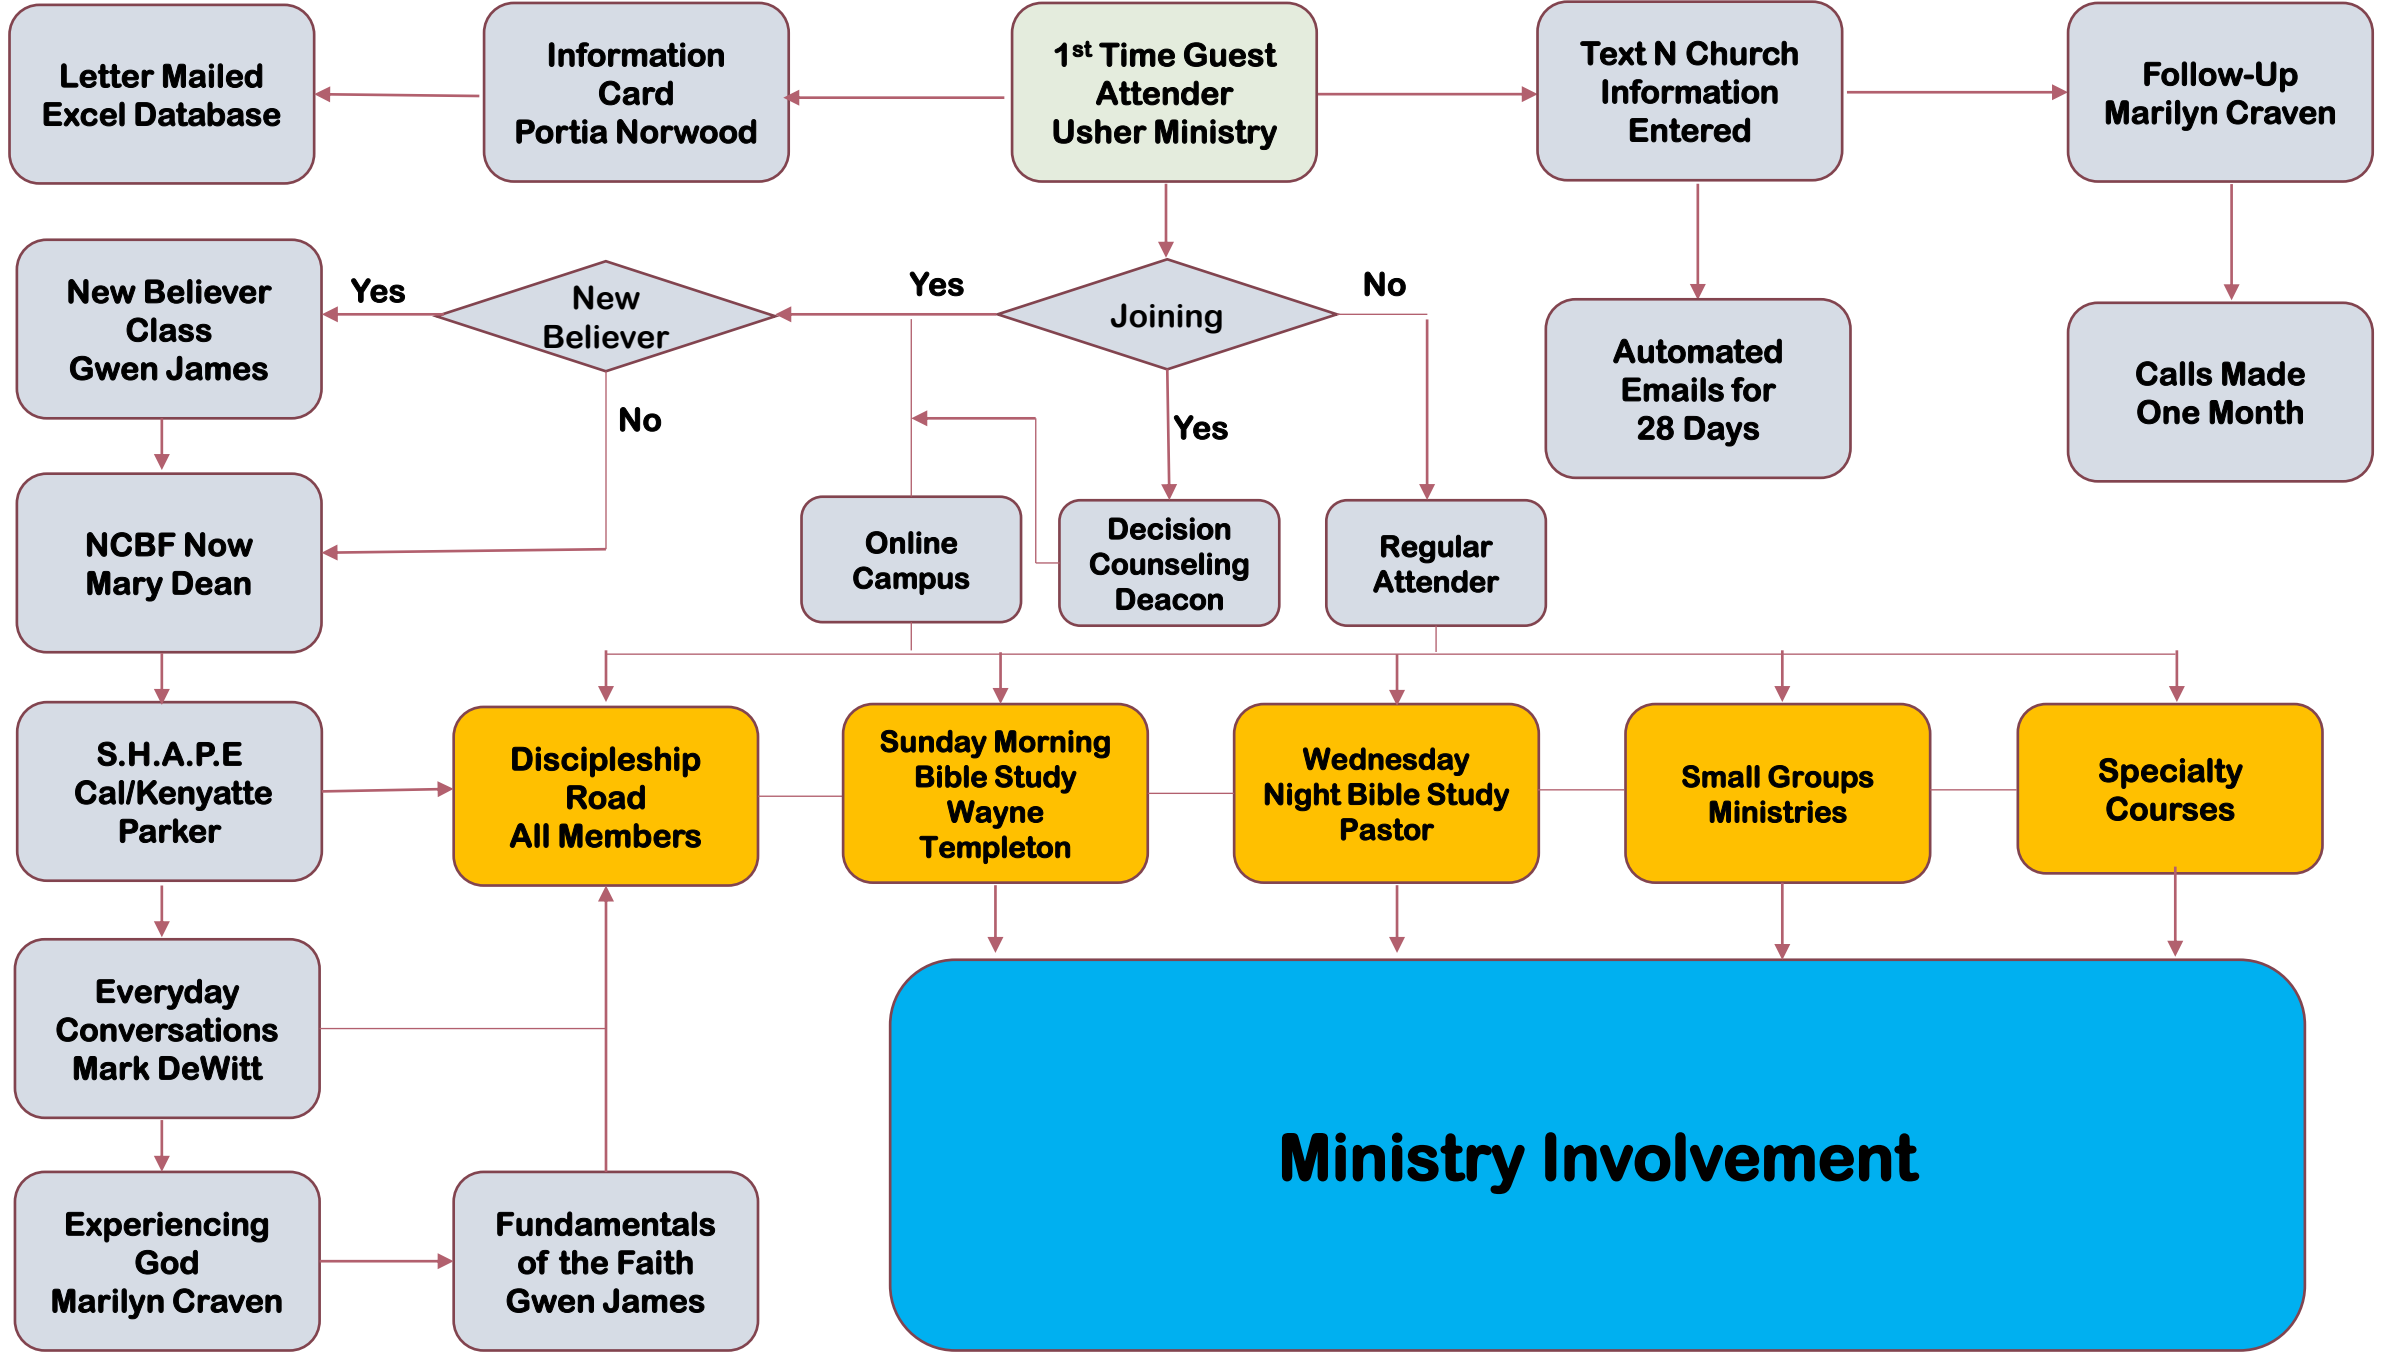 Letter Mailed
Excel Database
Information
Card
Portia Norwood
1st Time Guest
Attender
Usher Ministry
Text N Church
Information
Entered
Follow-Up
Marilyn Craven
New Believer
Class
Gwen James
Yes
New
Believer
Yes
Joining
No
No
Yes
Automated
Emails for
28 Days
Calls Made
One Month
NCBF Now
Mary Dean
Online
Campus
Decision
Counseling
Deacon
Regular
Attender
S.H.A.P.E
Cal/Kenyatte
Parker
Discipleship
Road
All Members
Sunday Morning
Bible Study
Wayne
Templeton
Wednesday
Night Bible Study
Pastor
Small Groups
Ministries
Specialty
Courses
Everyday
Conversations
Mark DeWitt
Experiencing
God
Marilyn Craven
Fundamentals
of the Faith
Gwen James
Ministry Involvement